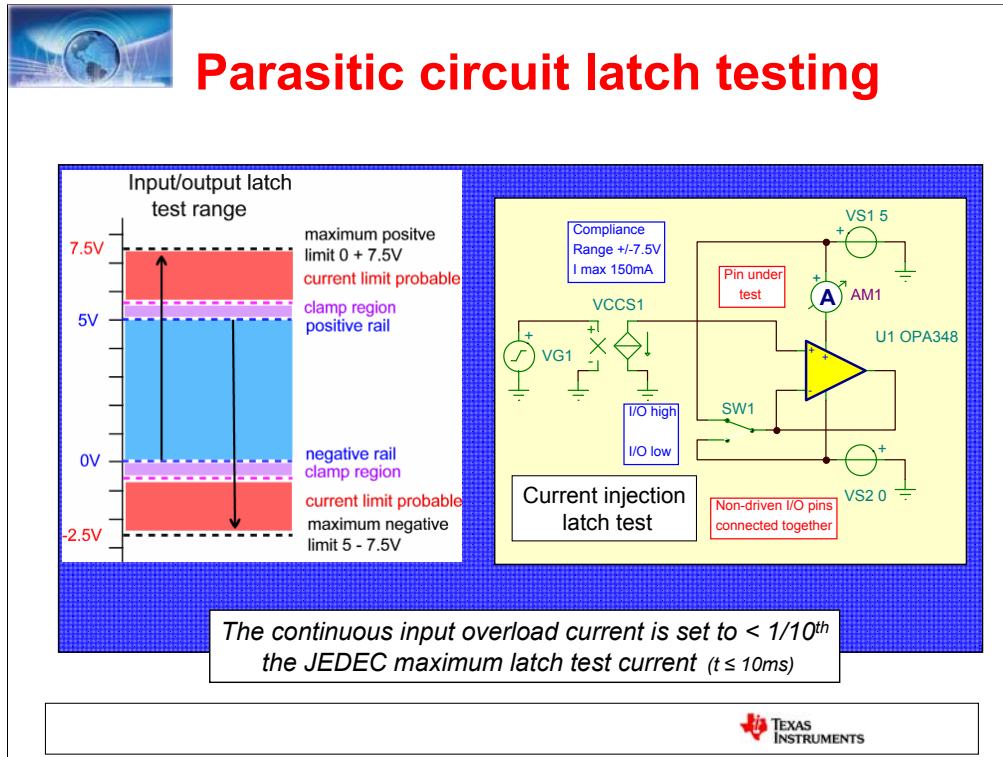 Parasitic circuit latch testing
Input/output latch
test range
7.5V
5V
0V
-2.5V
maximum positve
limit 0 + 7.5V
current limit probable
clamp region
positive rail
negative rail
clamp region
current limit probable
maximum negative
limit 5 - 7.5V
Compliance
Range +/-7.5V
I max 150mA
VS1 5
+
Pin under
test
+
A AM1
VCCS1
U1 OPA348
+
VG1
+
-
+
+
-
SW1
I/O high
I/O low
+
VS2 0
Current injection
latch test
Non-driven I/O pins
connected together
The continuous input overload current is set to < 1/10th
the JEDEC maximum latch test current (t ≤ 10ms)
TEXAS
INSTRUMENTS